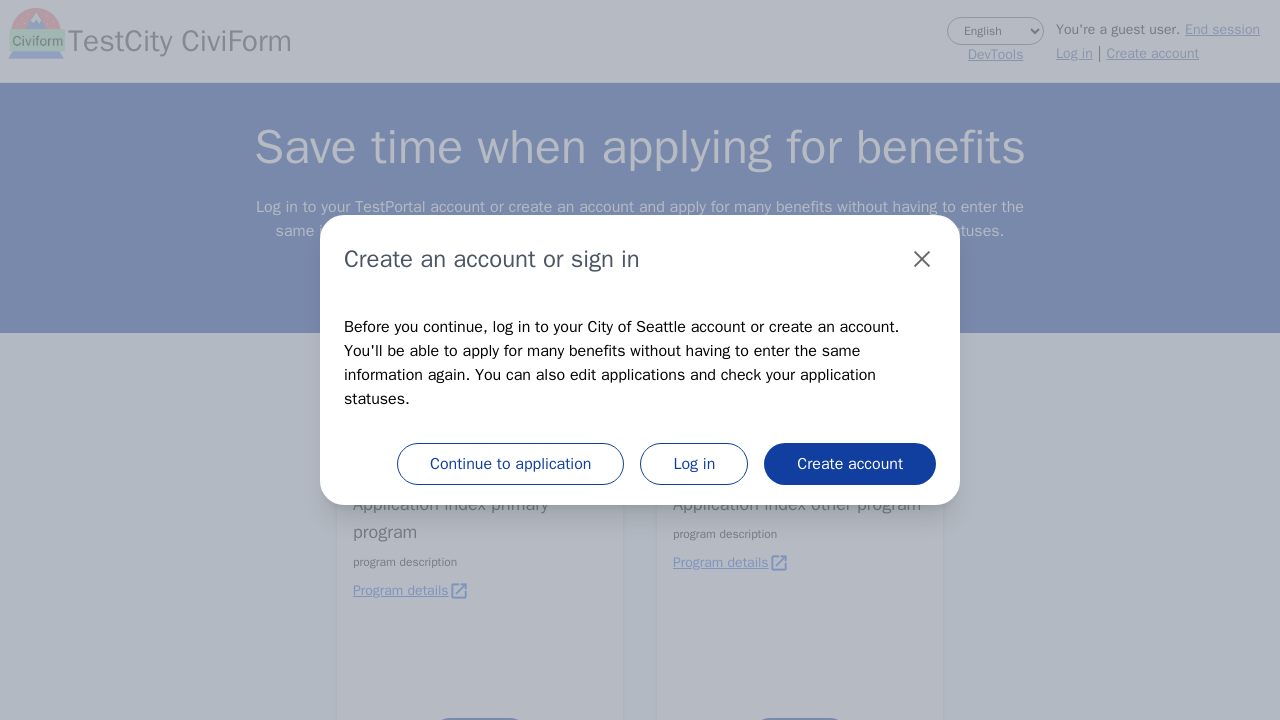 Civiform TestCity CiviForm
English
DevTools
You're a guest user. End session
Log in | Create account
Save time when applying for benefits
Log in to your TestPortal account or create an account and apply for many benefits without having to enter the
same
tuses.
Create an account or sign in
Before you continue, log in to your City of Seattle account or create an account.
You'll be able to apply for many benefits without having to enter the same
information again. You can also edit applications and check your application
statuses.
Continue to application
Log in
Create account
Application index primary
program
program description
Program details
Application index other program
program description
Program details